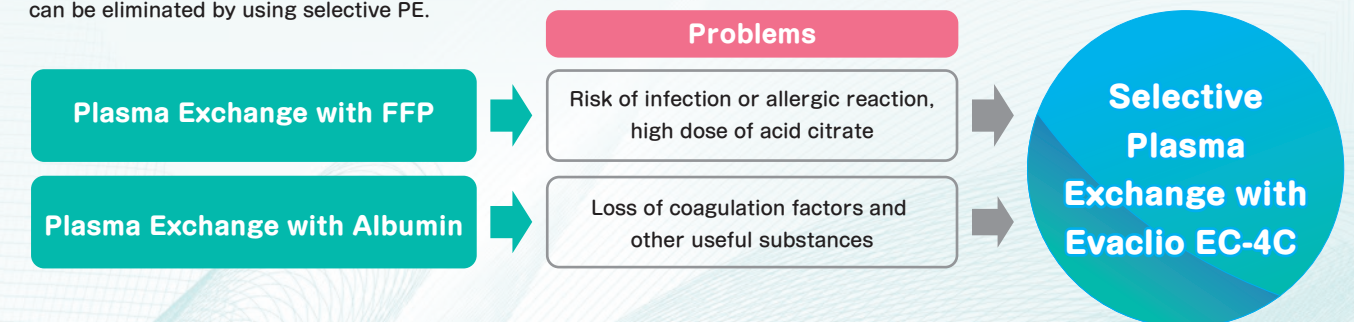 can be eliminated by using selective PE.
Problems
Plasma Exchange with FFP
Risk of infection or allergic reaction,
high dose of acid citrate
Plasma Exchange with Albumin
Loss of coagulation factors and
other useful substances
Selective
Plasma
Exchange with
Evaclio EC-4C